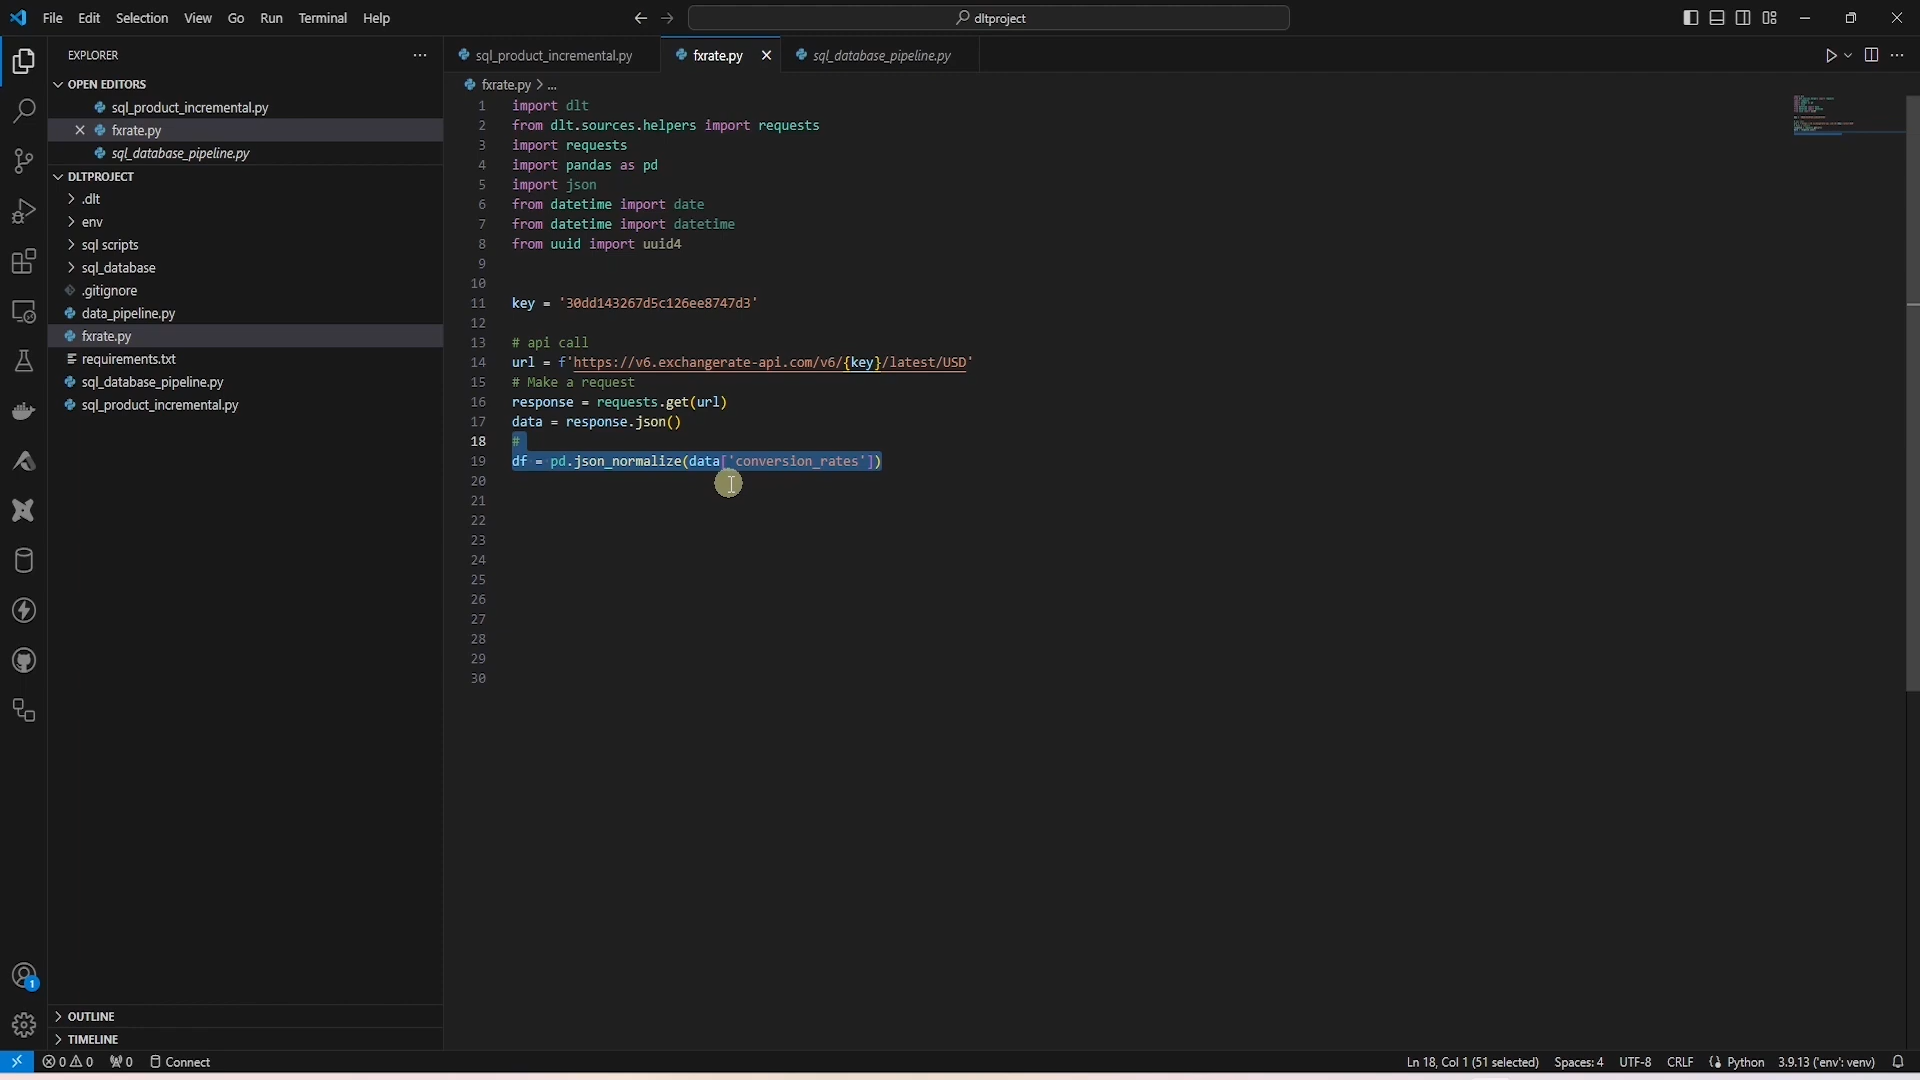 File Edit Selection View Go Run Terminal Help
dltproject
EXPLORER
OPEN EDITORS
sql_product_incremental.py
fxrate.py
sql_database_pipeline.py
DLTPROJECT
.dlt
env
sql scripts
sql_database
.gitignore
data_pipeline.py
fxrate.py
requirements.txt
sql_database_pipeline.py
sql_product_incremental.py
OUTLINE
TIMELINE
sql_product_incremental.py fxrate.py sql_database_pipeline.py
fxrate.py > ...
1 import dlt
2 from dlt.sources.helpers import requests
3 import requests
4 import pandas as pd
5 import json
6 from datetime import date
7 from datetime import datetime
8 from uuid import uuid4
9
10
11 key = '30dd143267d5c126ee8747d3'
12
13 # api call
14 url = f'https://v6.exchangerate-api.com/v6/{key}/latest/USD'
15 # Make a request
16 response = requests.get(url)
17 data = response.json()
18 #
19 df = pd.json_normalize(data['conversion_rates'])
20
21
22
23
24
25
26
27
28
29
30
1
0 0 0 Connect
Ln 18, Col 1 (51 selected) Spaces: 4 UTF-8 CRLF Python 3.9.13 ('env': venv)